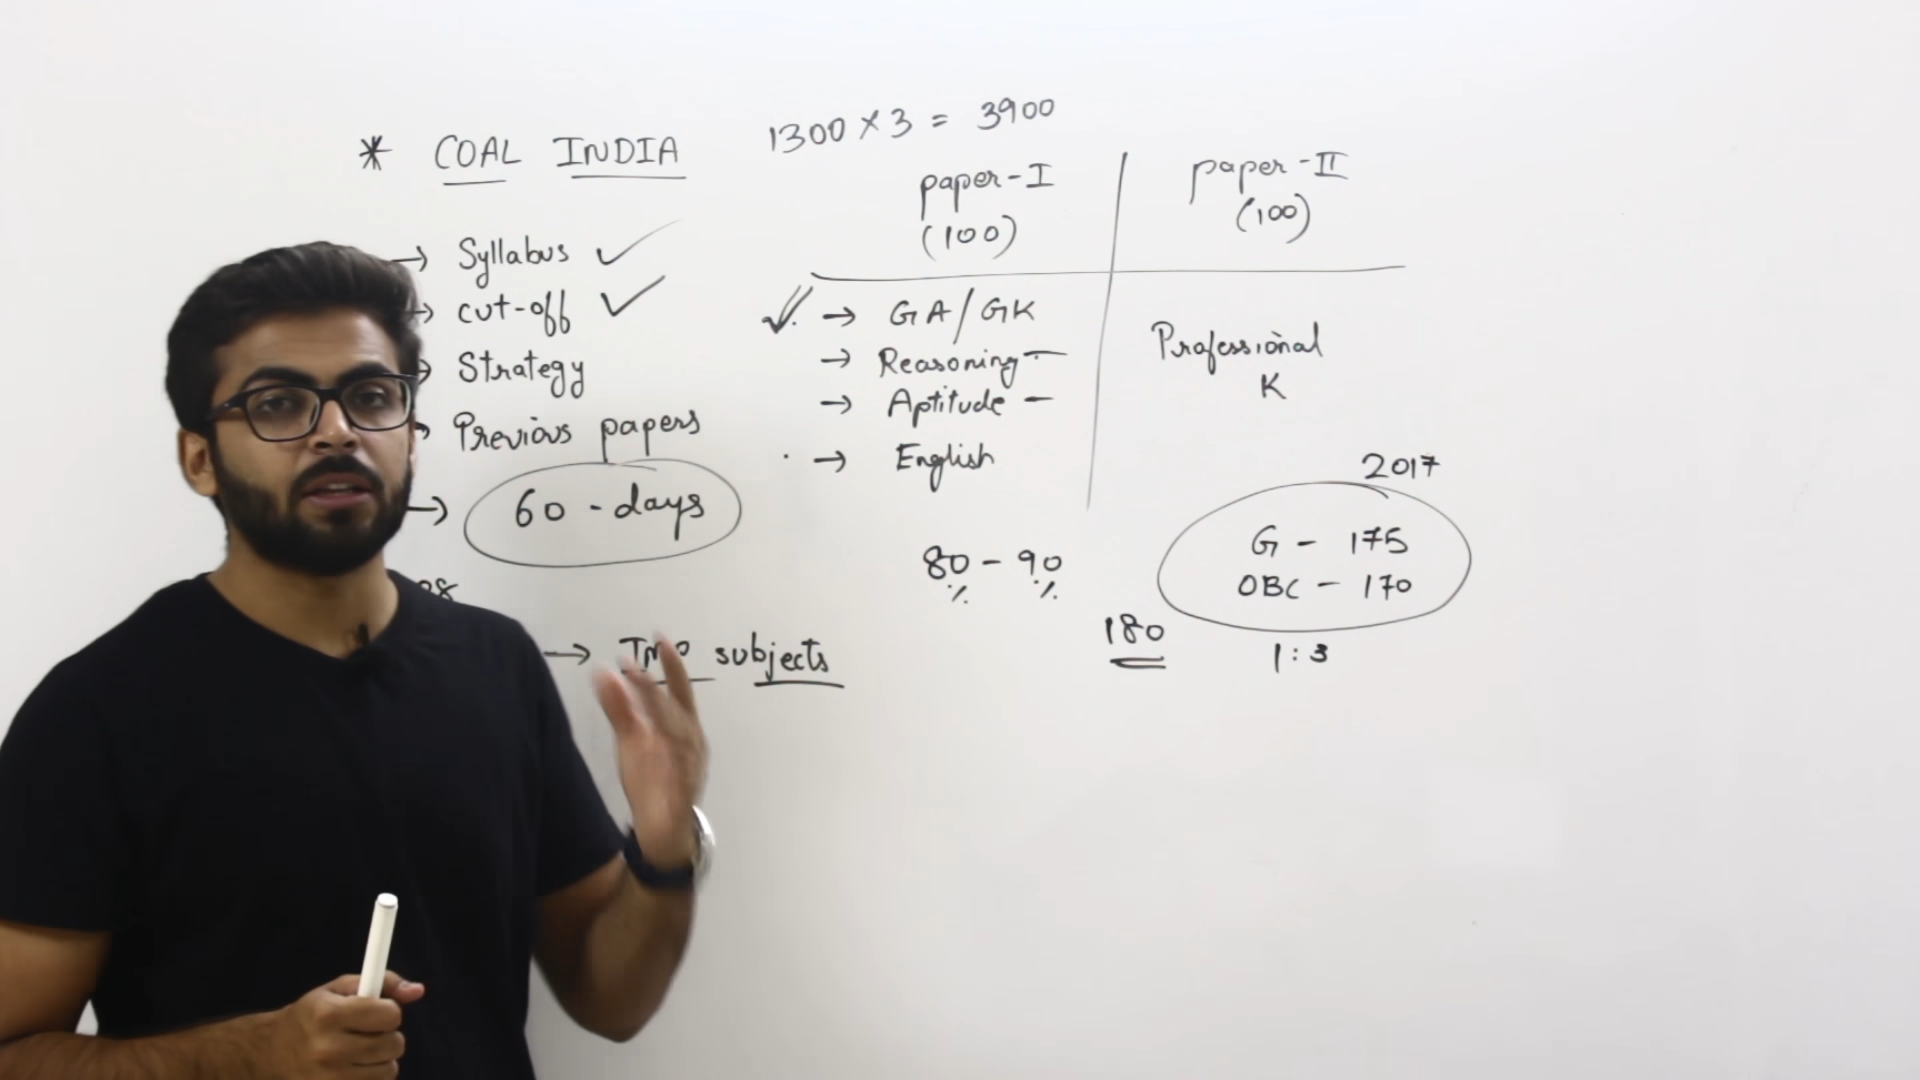 * COAL INDIA
→ Syllabus ✓
→ cut-off ✓
→ Strategy
→ Previous papers
→ 60 - days
→ Imp subjects
1300 × 3 = 3900
paper-I
(100)
→ GA/GK
→ Reasoning -
→ Aptitude -
→ English
80 - 90
% %
paper-II
(100)
Professional
K
2017
G - 175
OBC - 170
180
1:3